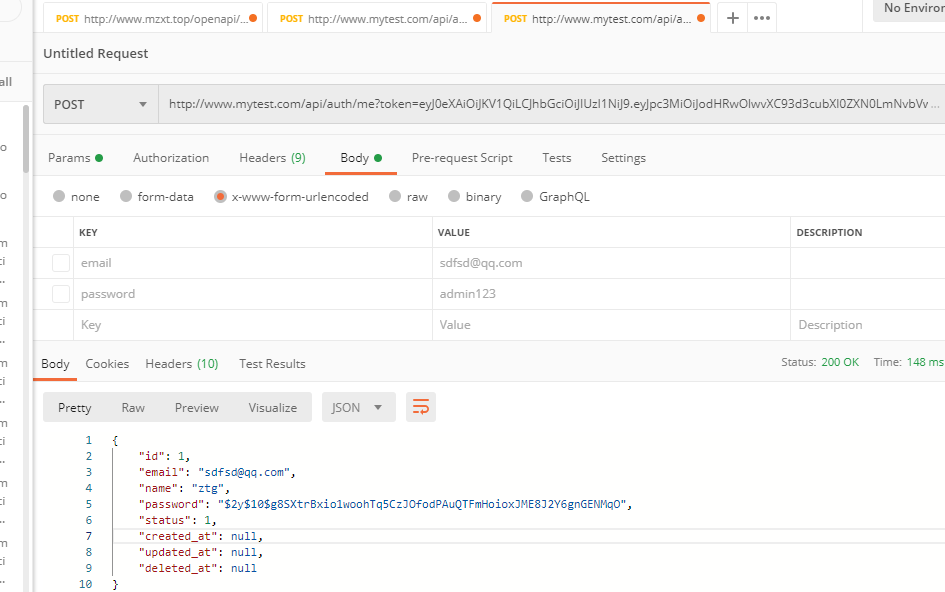 POST http://www.mzxt.top/openapi/...
POST http://www.mytest.com/api/a...
POST http://www.mytest.com/api/a...
No Environ
Untitled Request
all
POST http://www.mytest.com/api/auth/me?token=eyJ0eXAiOiJKV1QiLCJhbGciOiJIUzI1NiJ9.eyJpc3MiOiJodHRwOlwvXC93d3cubXl0ZXN0LmNvbVv ...
Params Authorization Headers (9) Body Pre-request Script Tests Settings
none form-data x-www-form-urlencoded raw binary GraphQL
KEY VALUE DESCRIPTION
email sdfsd@qq.com
password admin123
Key Value Description
Body Cookies Headers (10) Test Results Status: 200 OK Time: 148 ms
Pretty Raw Preview Visualize JSON
1 {
2 "id": 1,
3 "email": "sdfsd@qq.com",
4 "name": "ztg",
5 "password": "$2y$10$g8SXtrBxio1woohTq5CzJOfodPAuQTFmHoioxJME8J2Y6gnGENMqO",
6 "status": 1,
7 "created_at": null,
8 "updated_at": null,
9 "deleted_at": null
10 }